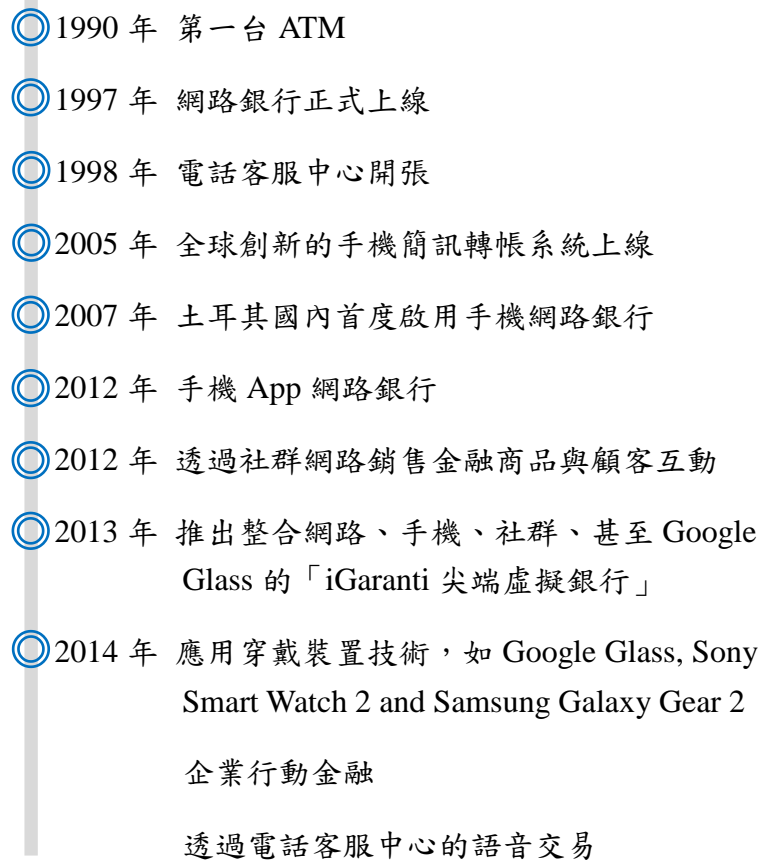 1990 年 第一台 ATM
1997 年 網路銀行正式上線
1998 年 電話客服中心開張
2005 年 全球創新的手機簡訊轉帳系統上線
2007 年 土耳其國內首度啟用手機網路銀行
2012 年 手機 App 網路銀行
2012 年 透過社群網路銷售金融商品與顧客互動
2013 年 推出整合網路、手機、社群、甚至 Google
Glass 的「iGaranti 尖端虛擬銀行」
2014 年 應用穿戴裝置技術，如 Google Glass, Sony
Smart Watch 2 and Samsung Galaxy Gear 2
企業行動金融
透過電話客服中心的語音交易